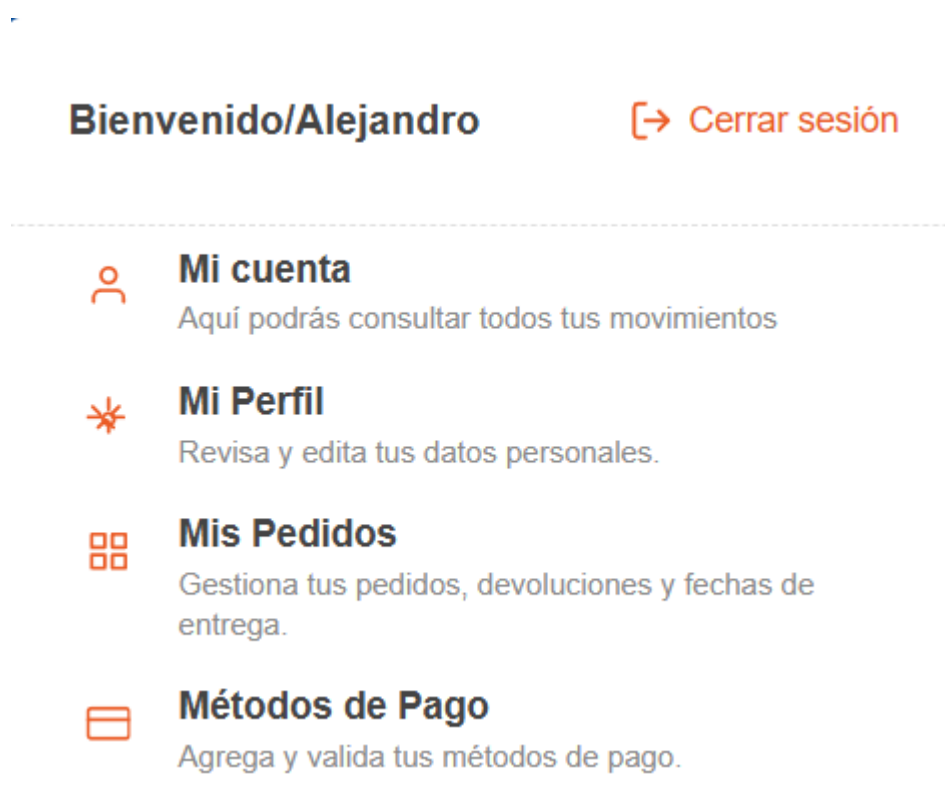 Bienvenido/Alejandro
Cerrar sesión
Mi cuenta
Aquí podrás consultar todos tus movimientos
Mi Perfil
Revisa y edita tus datos personales.
Mis Pedidos
Gestiona tus pedidos, devoluciones y fechas de
entrega.
Métodos de Pago
Agrega y valida tus métodos de pago.